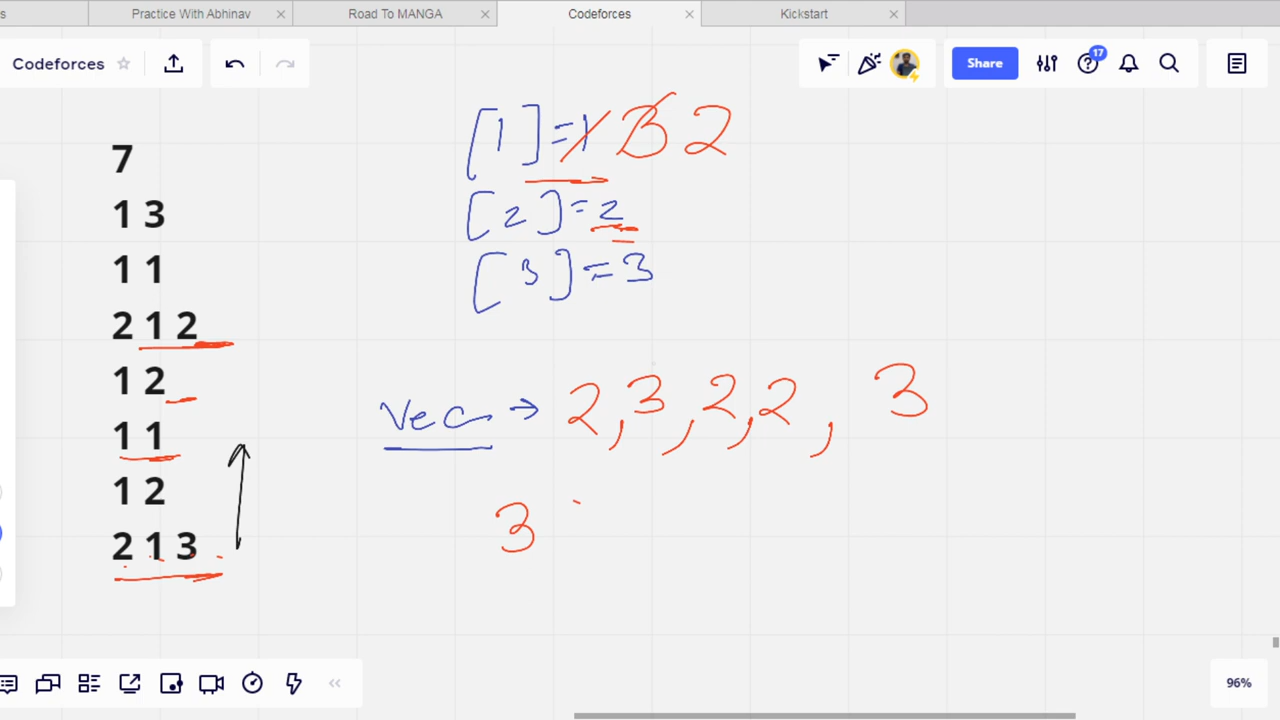 s Practice With Abhinav Road To MANGA Codeforces Kickstart
Codeforces Share 17
7
1 3
1 1
2 1 2
1 2
1 1
1 2
2 1 3
[1]=1 3 2
[2]=2
[3]=3
Vec → 2,3,2,2, 3
3
96%